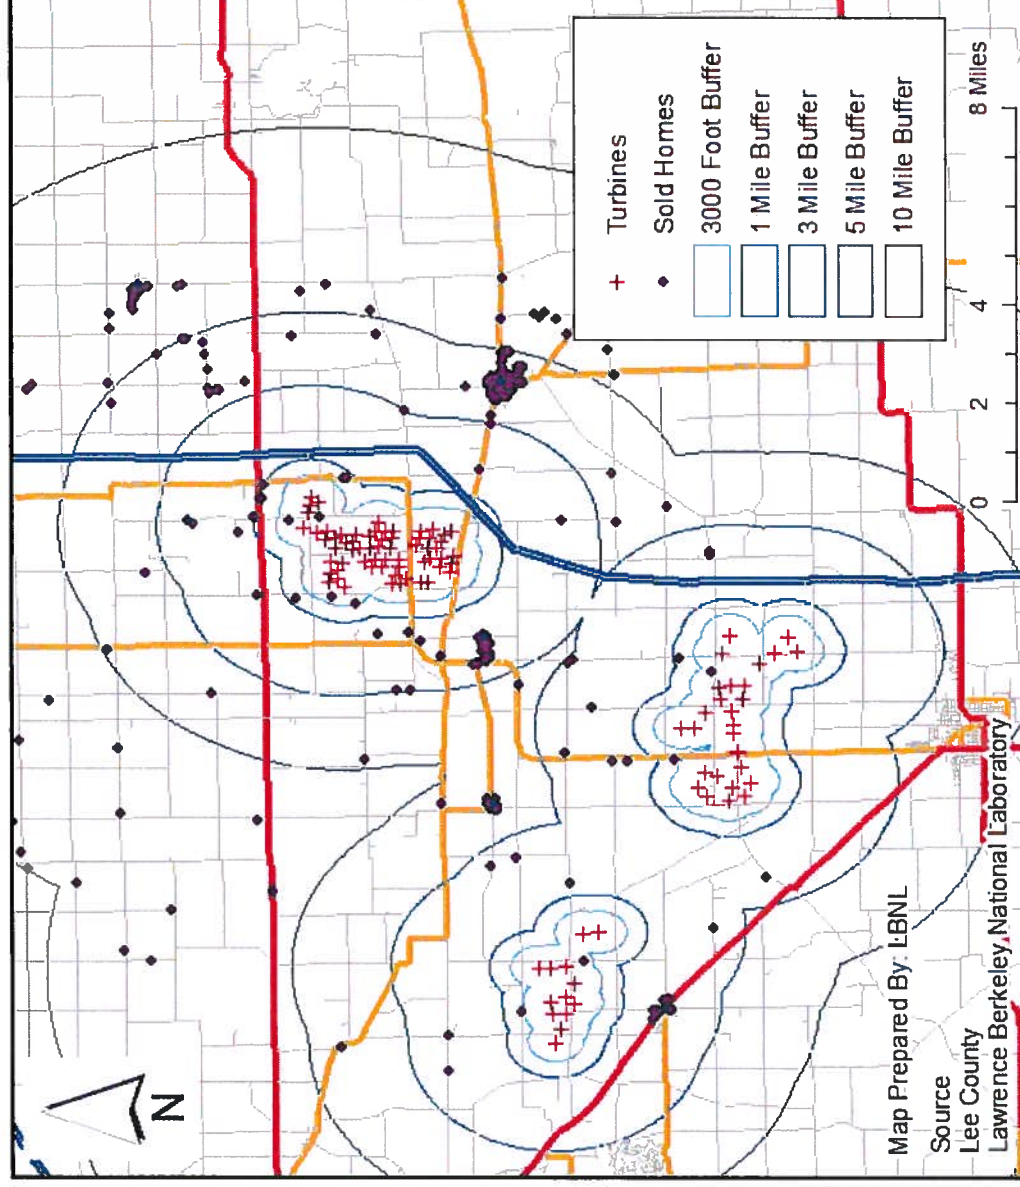 N
Turbines
Sold Homes
3000 Foot Buffer
1 Mile Buffer
3 Mile Buffer
5 Mile Buffer
10 Mile Buffer
0 2 4 8 Miles
Map Prepared By: LBNL
Source
Lee County
Lawrence Berkeley National Laboratory